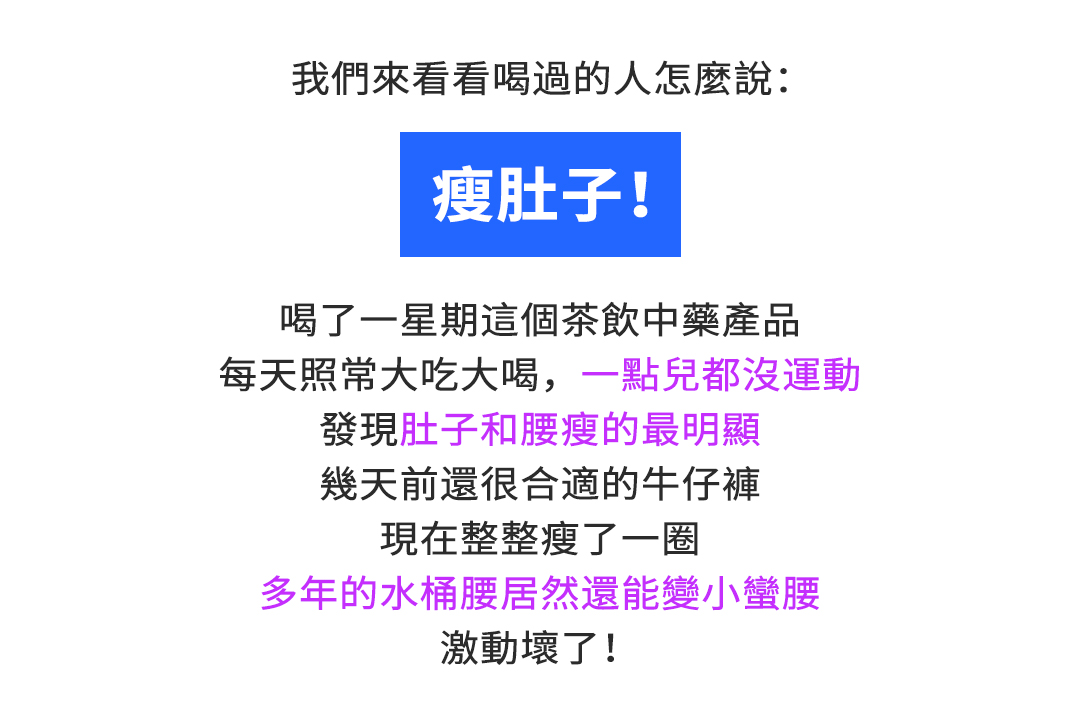 我們來看看喝過的人怎麼說：
瘦肚子！
喝了一星期這個茶飲中藥產品
每天照常大吃大喝，一點兒都沒運動
發現肚子和腰瘦的最明顯
幾天前還很合適的牛仔褲
現在整整瘦了一圈
多年的水桶腰居然還能變小蠻腰
激動壞了！